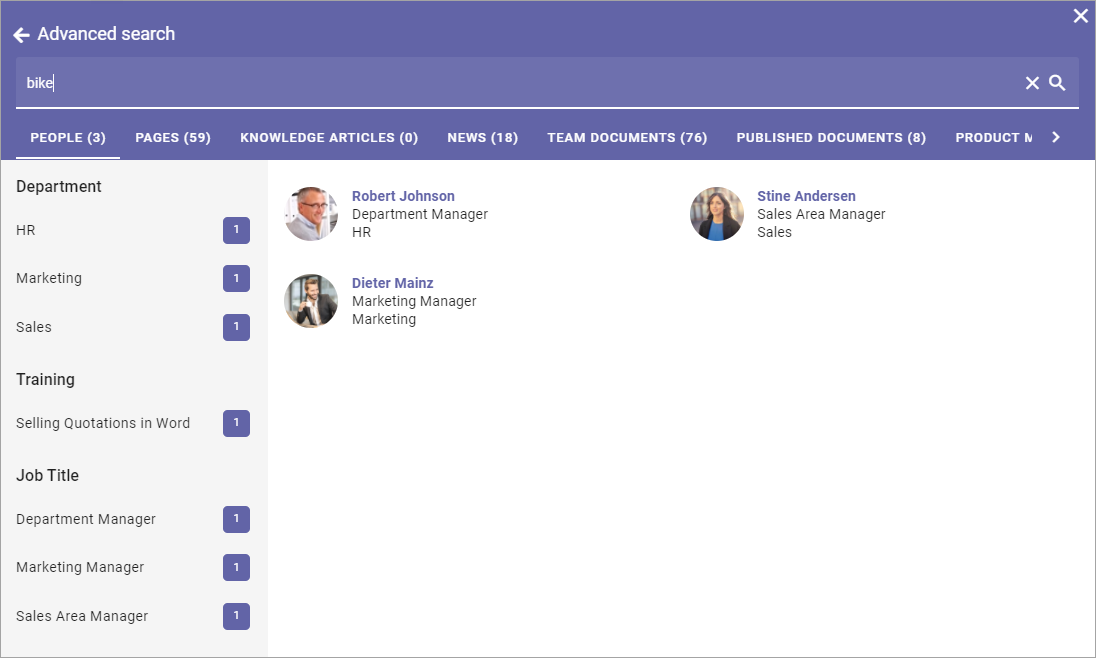 Advanced search
bike
PEOPLE (3) PAGES (59) KNOWLEDGE ARTICLES (0) NEWS (18) TEAM DOCUMENTS (76) PUBLISHED DOCUMENTS (8) PRODUCT M
Department
HR 1
Marketing 1
Sales 1
Training
Selling Quotations in Word 1
Job Title
Department Manager 1
Marketing Manager 1
Sales Area Manager 1
Robert Johnson
Department Manager
HR
Stine Andersen
Sales Area Manager
Sales
Dieter Mainz
Marketing Manager
Marketing